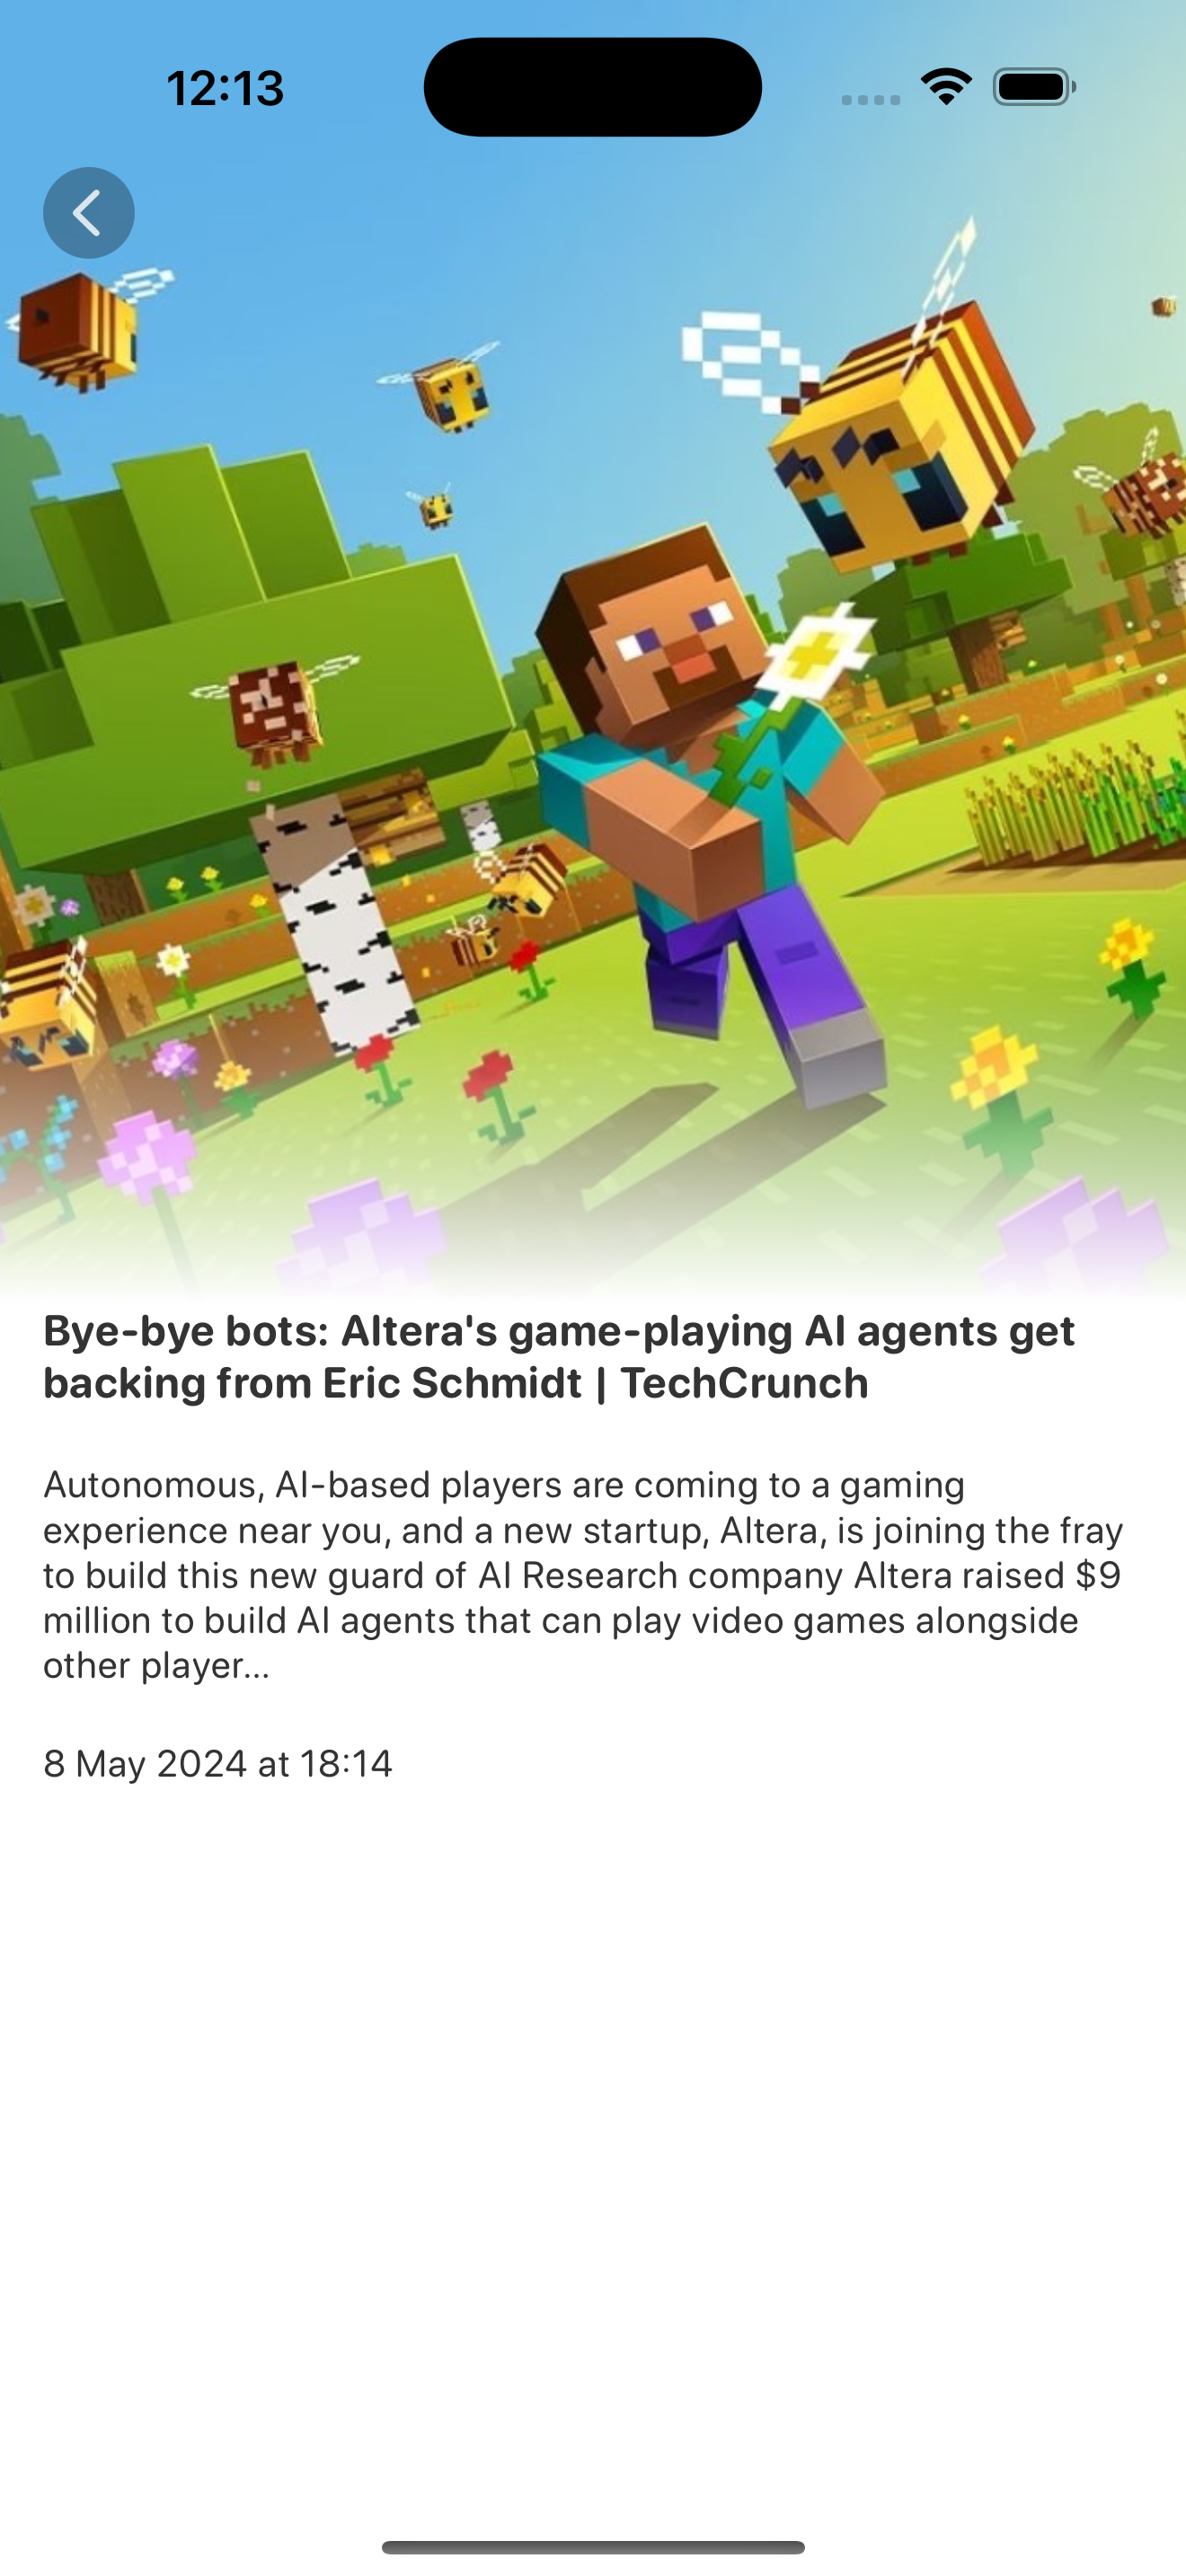 12:13
Bye-bye bots: Altera's game-playing AI agents get
backing from Eric Schmidt | TechCrunch
Autonomous, AI-based players are coming to a gaming
experience near you, and a new startup, Altera, is joining the fray
to build this new guard of AI Research company Altera raised $9
million to build AI agents that can play video games alongside
other player...
8 May 2024 at 18:14